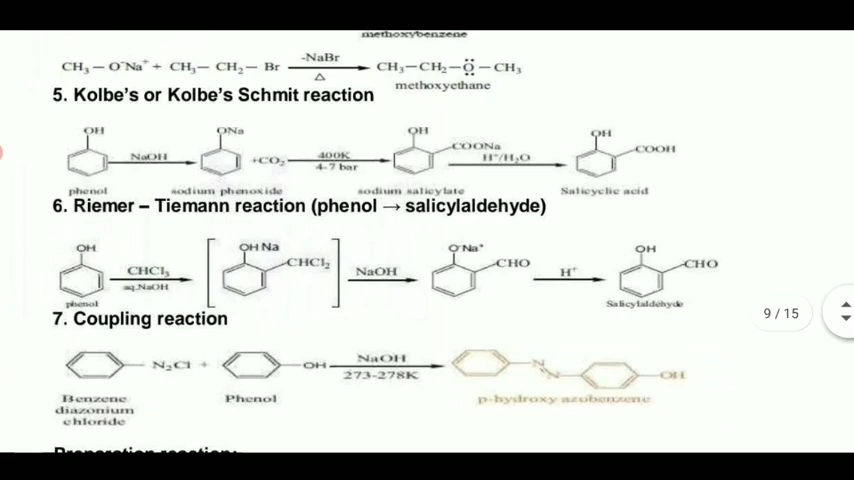 methoxybenzene
CH₃ – O⁻Na⁺ + CH₃ – CH₂ – Br -NaBr Δ CH₃–CH₂–Ö–CH₃
methoxyethane
5. Kolbe's or Kolbe's Schmit reaction
OH NaOH ONa +CO₂ 400K 4-7 bar OH COONa H⁺/H₂O OH COOH
phenol sodium phenoxide sodium salicylate Salicyclic acid
6. Riemer – Tiemann reaction (phenol → salicylaldehyde)
OH CHCl₃ aq.NaOH OH Na CHCl₂ NaOH O⁻Na⁺ CHO H⁺ OH CHO
phenol Salicylaldehyde
9 / 15
7. Coupling reaction
N₂Cl + OH NaOH 273-278K N N OH
Benzene diazonium chloride Phenol p-hydroxy azobenzene
Preparation reaction: